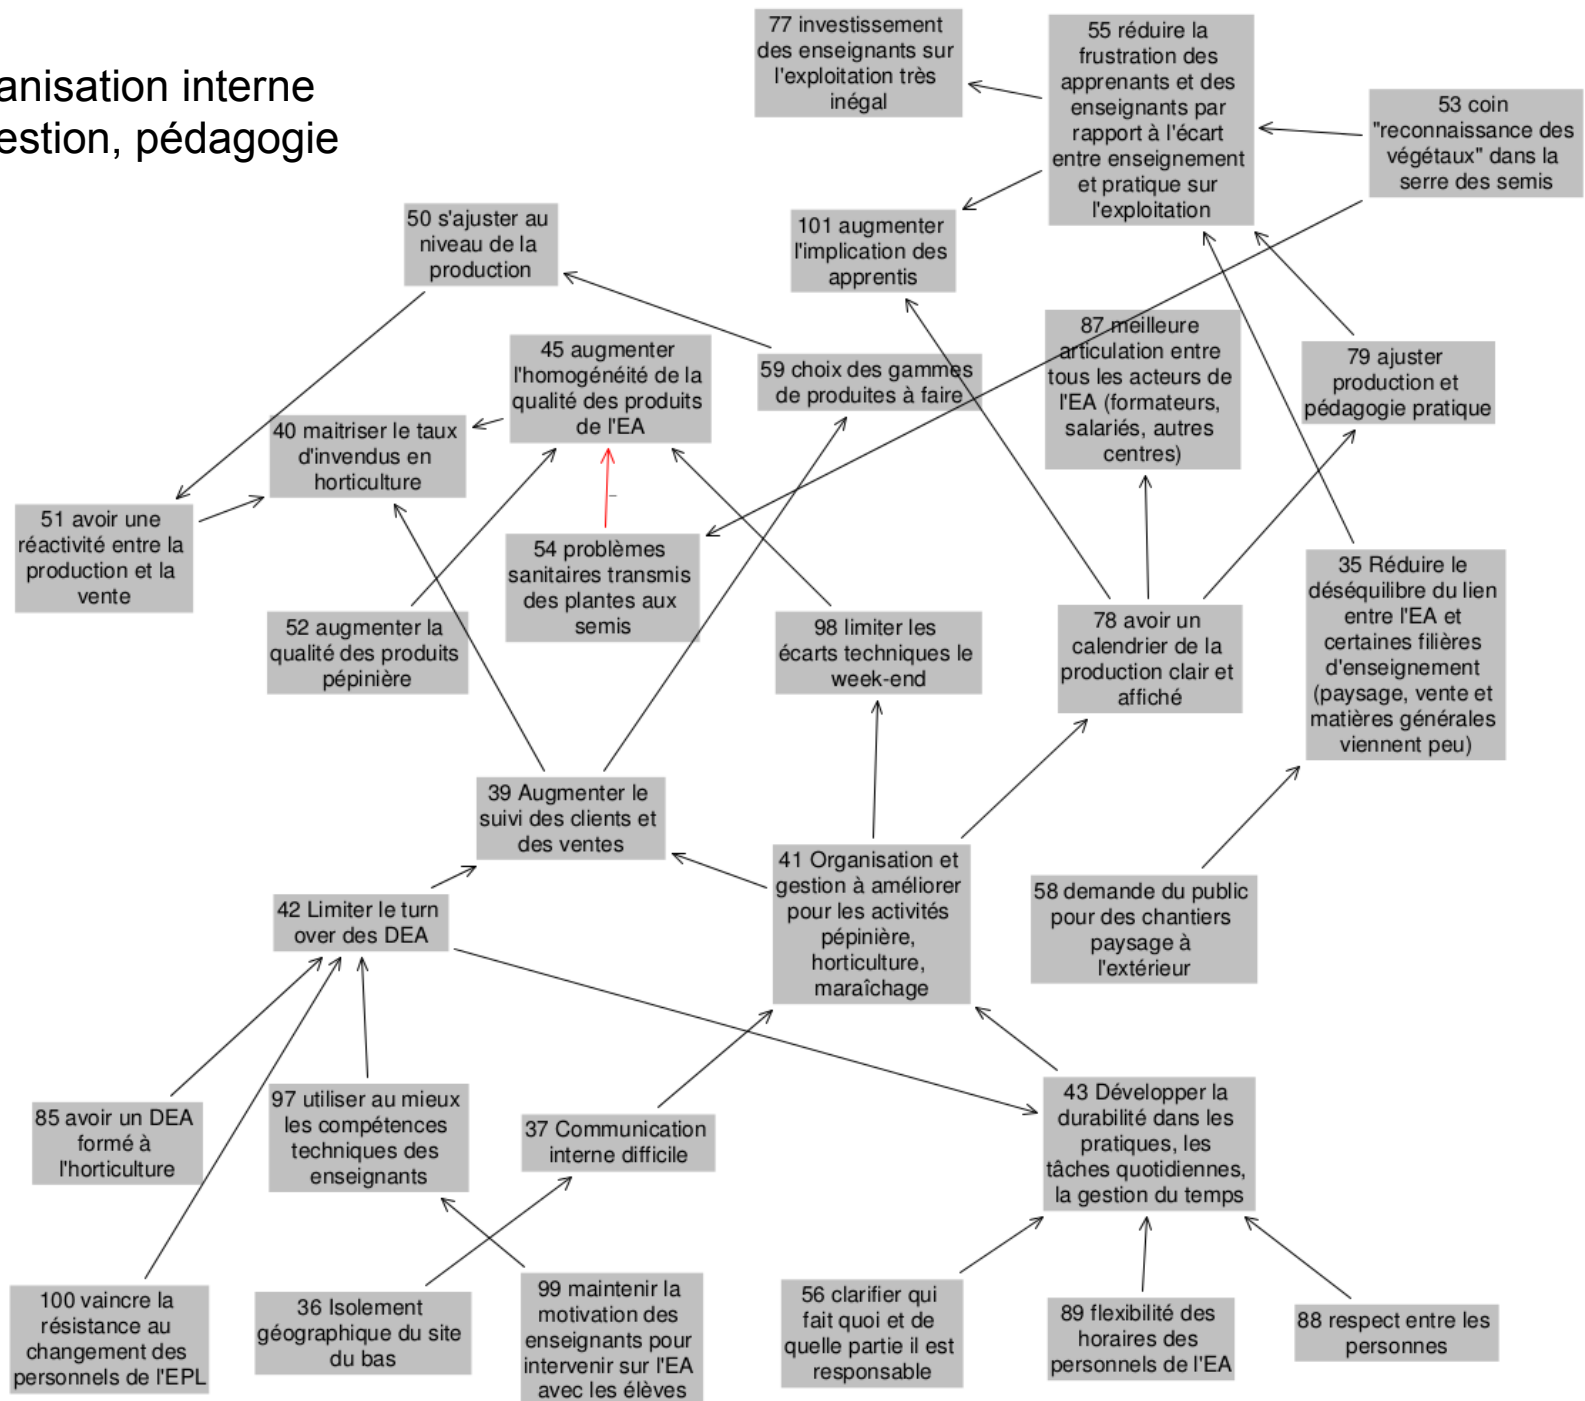 anisation interne
estion, pédagogie
77 investissement
des enseignants sur
l'exploitation très
inégal
55 réduire la
frustration des
apprenants et des
enseignants par
rapport à l'écart
entre enseignement
et pratique sur
l'exploitation
53 coin
"reconnaissance des
végétaux" dans la
serre des semis
50 s'ajuster au
niveau de la
production
101 augmenter
l'implication des
apprentis
45 augmenter
l'homogénéité de la
qualité des produits
de l'EA
59 choix des gammes
de produites à faire
87 meilleure
articulation entre
tous les acteurs de
l'EA (formateurs,
salariés, autres
centres)
79 ajuster
production et
pédagogie pratique
40 maitriser le taux
d'invendus en
horticulture
51 avoir une
réactivité entre la
production et la
vente
54 problèmes
sanitaires transmis
des plantes aux
semis
–
35 Réduire le
déséquilibre du lien
entre l'EA et
certaines filières
d'enseignement
(paysage, vente et
matières générales
viennent peu)
52 augmenter la
qualité des produits
pépinière
98 limiter les
écarts techniques le
week-end
78 avoir un
calendrier de la
production clair et
affiché
39 Augmenter le
suivi des clients et
des ventes
41 Organisation et
gestion à améliorer
pour les activités
pépinière,
horticulture,
maraîchage
58 demande du public
pour des chantiers
paysage à
l'extérieur
42 Limiter le turn
over des DEA
85 avoir un DEA
formé à
l'horticulture
97 utiliser au mieux
les compétences
techniques des
enseignants
37 Communication
interne difficile
43 Développer la
durabilité dans les
pratiques, les
tâches quotidiennes,
la gestion du temps
100 vaincre la
résistance au
changement des
personnels de l'EPL
36 Isolement
géographique du site
du bas
99 maintenir la
motivation des
enseignants pour
intervenir sur l'EA
avec les élèves
56 clarifier qui
fait quoi et de
quelle partie il est
responsable
89 flexibilité des
horaires des
personnels de l'EA
88 respect entre les
personnes